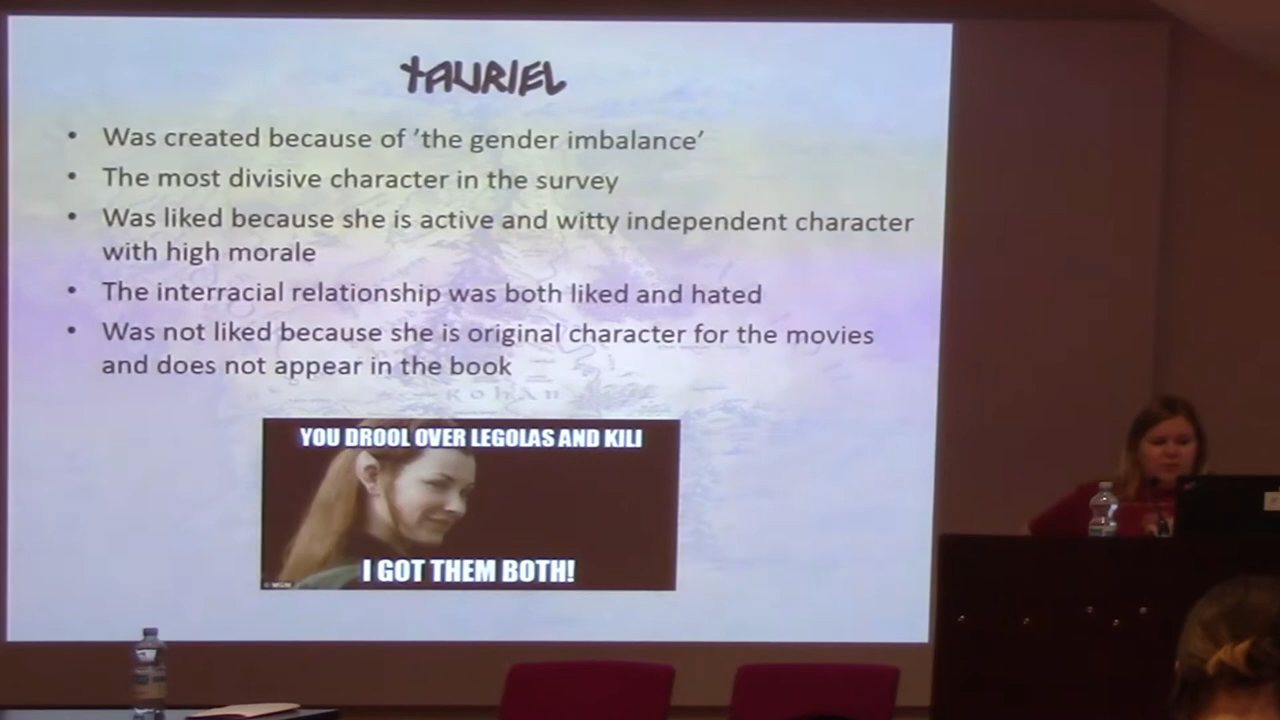 TAURIEL
• Was created because of 'the gender imbalance'
• The most divisive character in the survey
• Was liked because she is active and witty independent character
with high morale
• The interracial relationship was both liked and hated
• Was not liked because she is original character for the movies
and does not appear in the book
Rohan
YOU DROOL OVER LEGOLAS AND KILI
I GOT THEM BOTH!